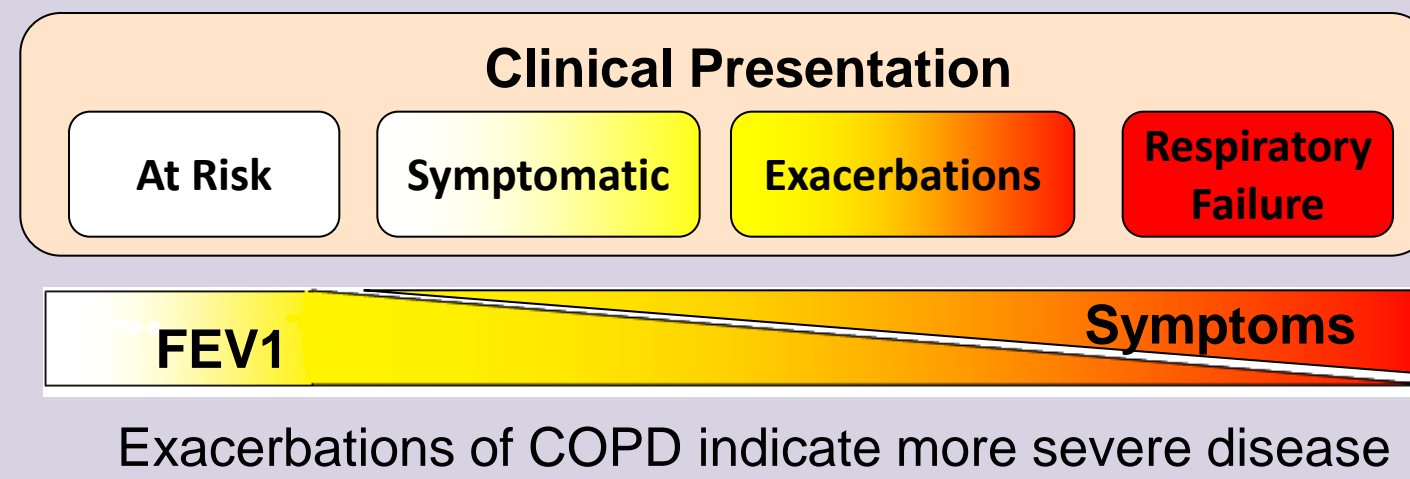 Clinical Presentation
At Risk
Symptomatic
Exacerbations
Respiratory
Failure
FEV1
Symptoms
Exacerbations of COPD indicate more severe disease